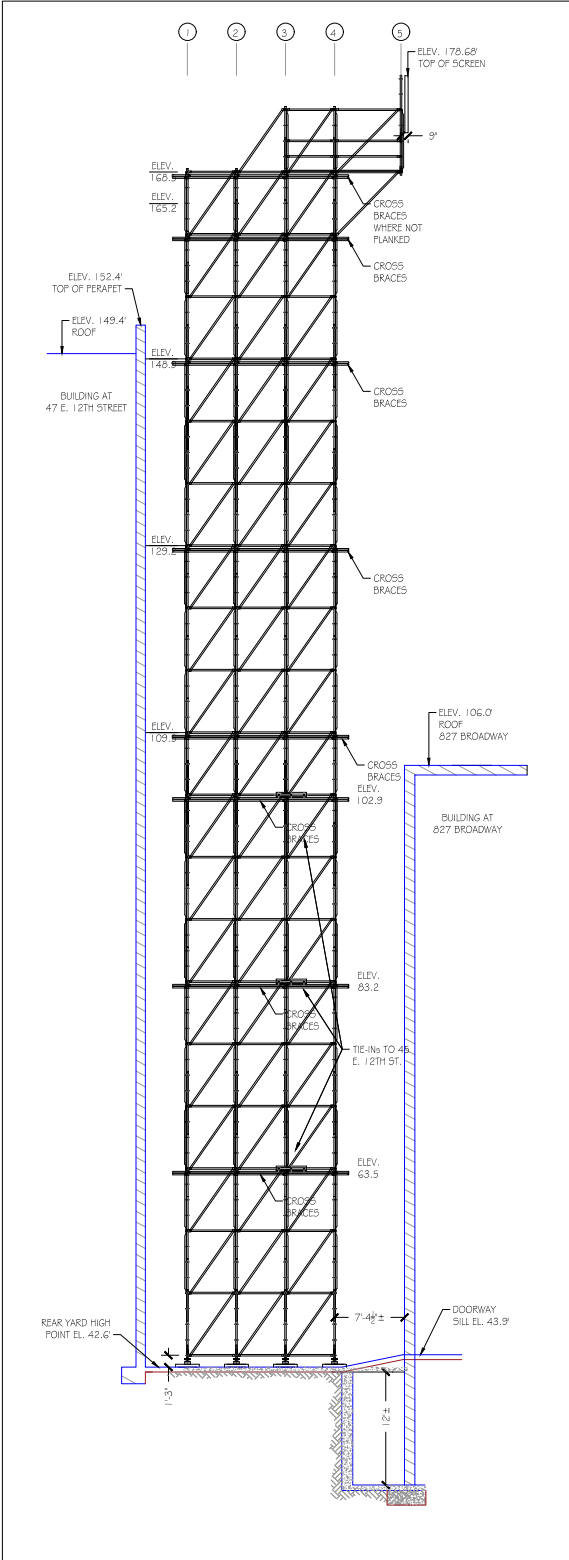 1 2 3 4 5
ELEV. 178.68'
TOP OF SCREEN
9"
ELEV.
168.9
ELEV.
165.2
CROSS
BRACES
WHERE NOT
PLANKED
CROSS
BRACES
ELEV. 152.4'
TOP OF PERAPET
ELEV. 149.4'
ROOF
ELEV.
148.9
BUILDING AT
47 E. 12TH STREET
CROSS
BRACES
ELEV.
129.2
CROSS
BRACES
ELEV. 106.0'
ROOF
827 BROADWAY
ELEV.
109.5
CROSS
BRACES
ELEV.
102.9
BUILDING AT
827 BROADWAY
CROSS
BRACES
ELEV.
83.2
CROSS
BRACES
TIE-INs TO 45
E. 12TH ST.
ELEV.
63.5
CROSS
BRACES
7'-4½" ±
DOORWAY
SILL EL. 43.9'
REAR YARD HIGH
POINT EL. 42.6'
1'-3"
12'±